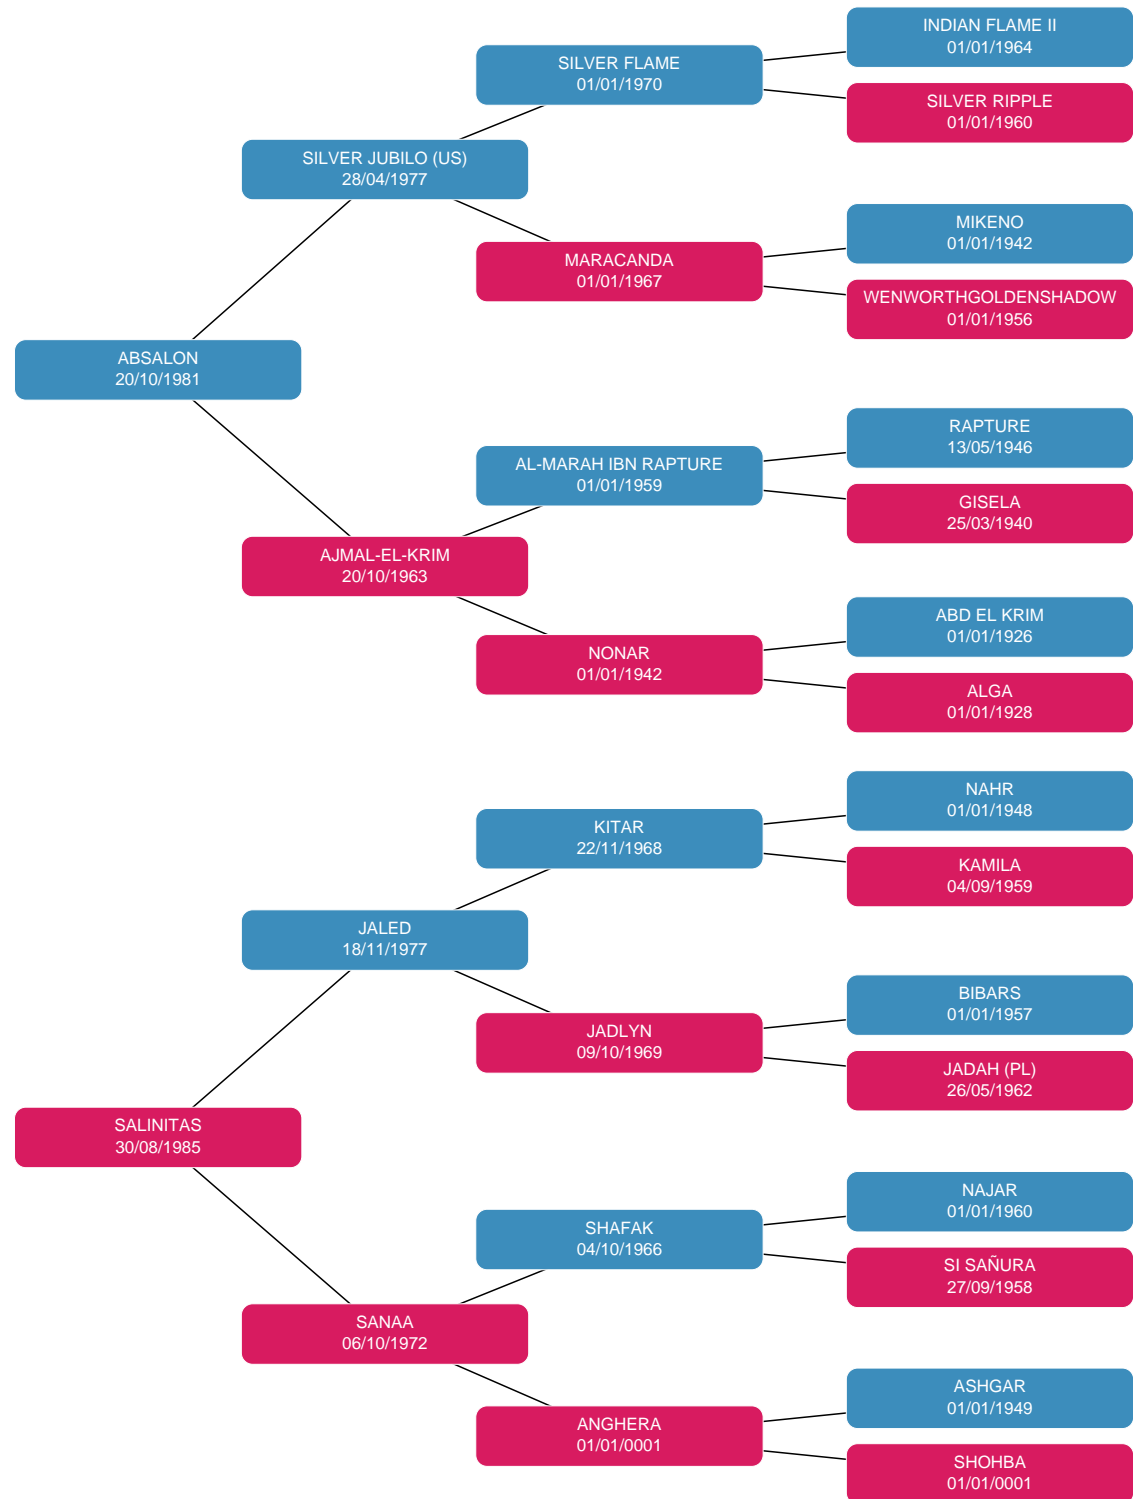 INDIAN FLAME II
01/01/1964
SILVER FLAME
01/01/1970
SILVER RIPPLE
01/01/1960
SILVER JUBILO (US)
28/04/1977
MIKENO
01/01/1942
MARACANDA
01/01/1967
WENWORTHGOLDENSHADOW
01/01/1956
ABSALON
20/10/1981
RAPTURE
13/05/1946
AL-MARAH IBN RAPTURE
01/01/1959
GISELA
25/03/1940
AJMAL-EL-KRIM
20/10/1963
ABD EL KRIM
01/01/1926
NONAR
01/01/1942
ALGA
01/01/1928
NAHR
01/01/1948
KITAR
22/11/1968
KAMILA
04/09/1959
JALED
18/11/1977
BIBARS
01/01/1957
JADLYN
09/10/1969
JADAH (PL)
26/05/1962
SALINITAS
30/08/1985
NAJAR
01/01/1960
SHAFAK
04/10/1966
SI SAÑURA
27/09/1958
SANAA
06/10/1972
ASHGAR
01/01/1949
ANGHERA
01/01/0001
SHOHBA
01/01/0001